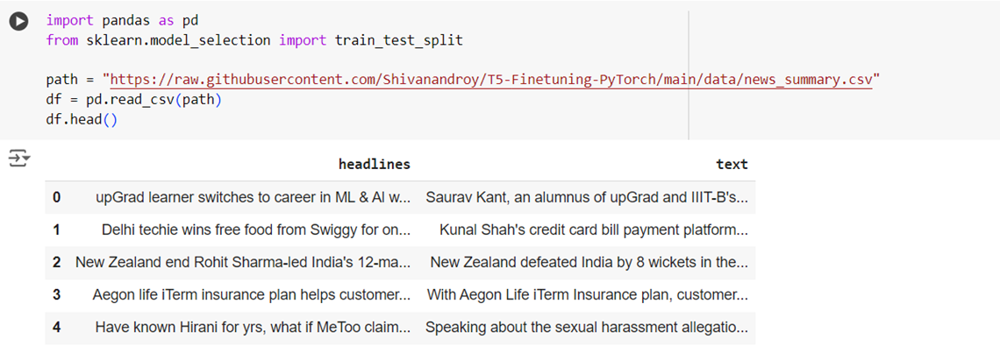 import pandas as pd
from sklearn.model_selection import train_test_split
path = "https://raw.githubusercontent.com/Shivanandroy/T5-Finetuning-PyTorch/main/data/news_summary.csv"
df = pd.read_csv(path)
df.head()
headlines text
0 upGrad learner switches to career in ML & Al w... Saurav Kant, an alumnus of upGrad and IIIT-B's...
1 Delhi techie wins free food from Swiggy for on... Kunal Shah's credit card bill payment platform...
2 New Zealand end Rohit Sharma-led India's 12-ma... New Zealand defeated India by 8 wickets in the...
3 Aegon life iTerm insurance plan helps customer... With Aegon Life iTerm Insurance plan, customer...
4 Have known Hirani for yrs, what if MeToo claim... Speaking about the sexual harassment allegatio...